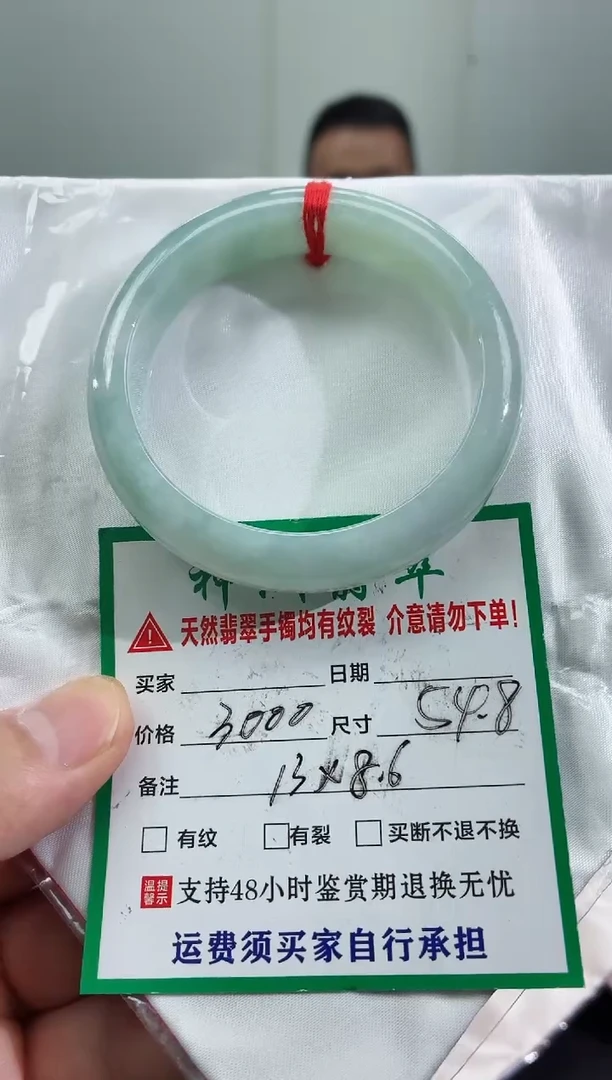 翠
天然翡翠手镯均有纹裂 介意请勿下单!
买家 日期
价格 3000 尺寸 54.8
备注 13×8.6
有纹 有裂 买断不退不换
温馨提示 支持48小时鉴赏期退换无忧
运费须买家自行承担